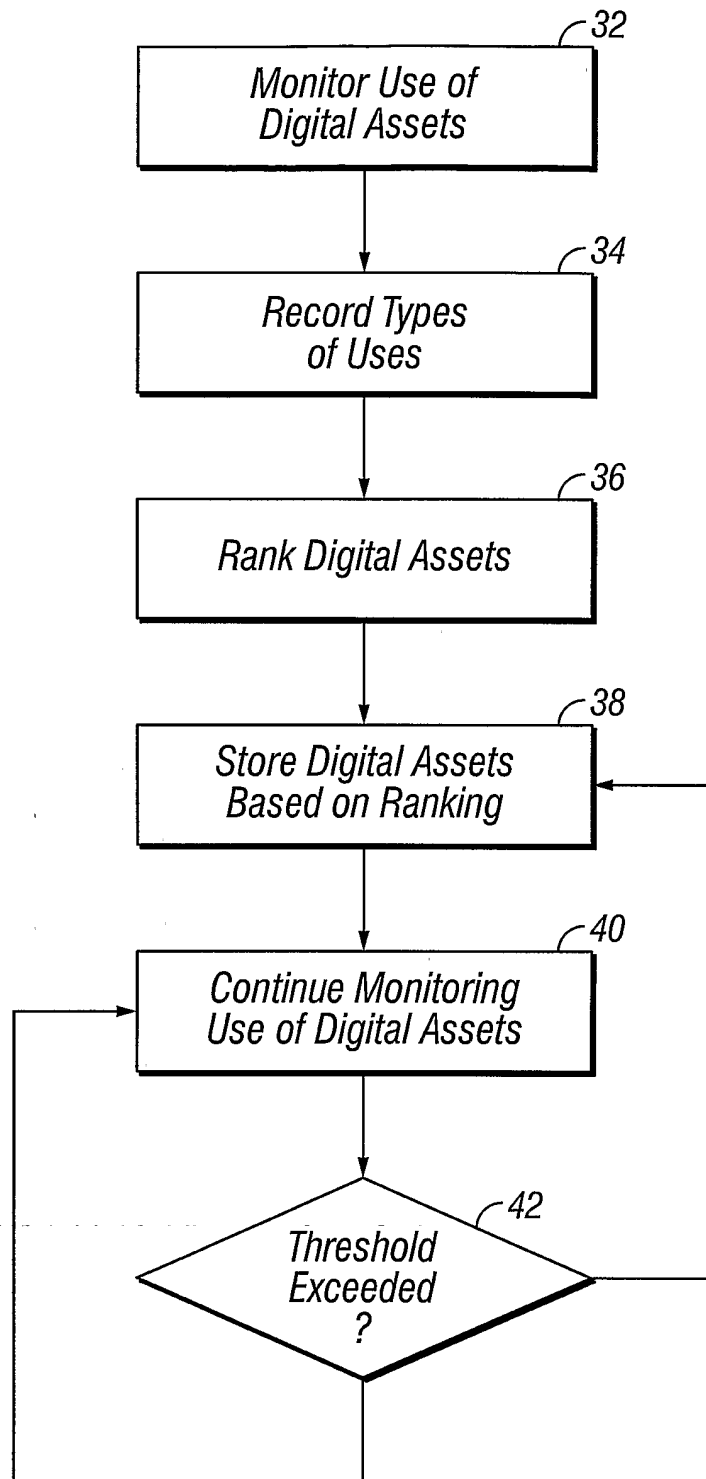 32
Monitor Use of
Digital Assets
34
Record Types
of Uses
36
Rank Digital Assets
38
Store Digital Assets
Based on Ranking
40
Continue Monitoring
Use of Digital Assets
42
Threshold
Exceeded
?